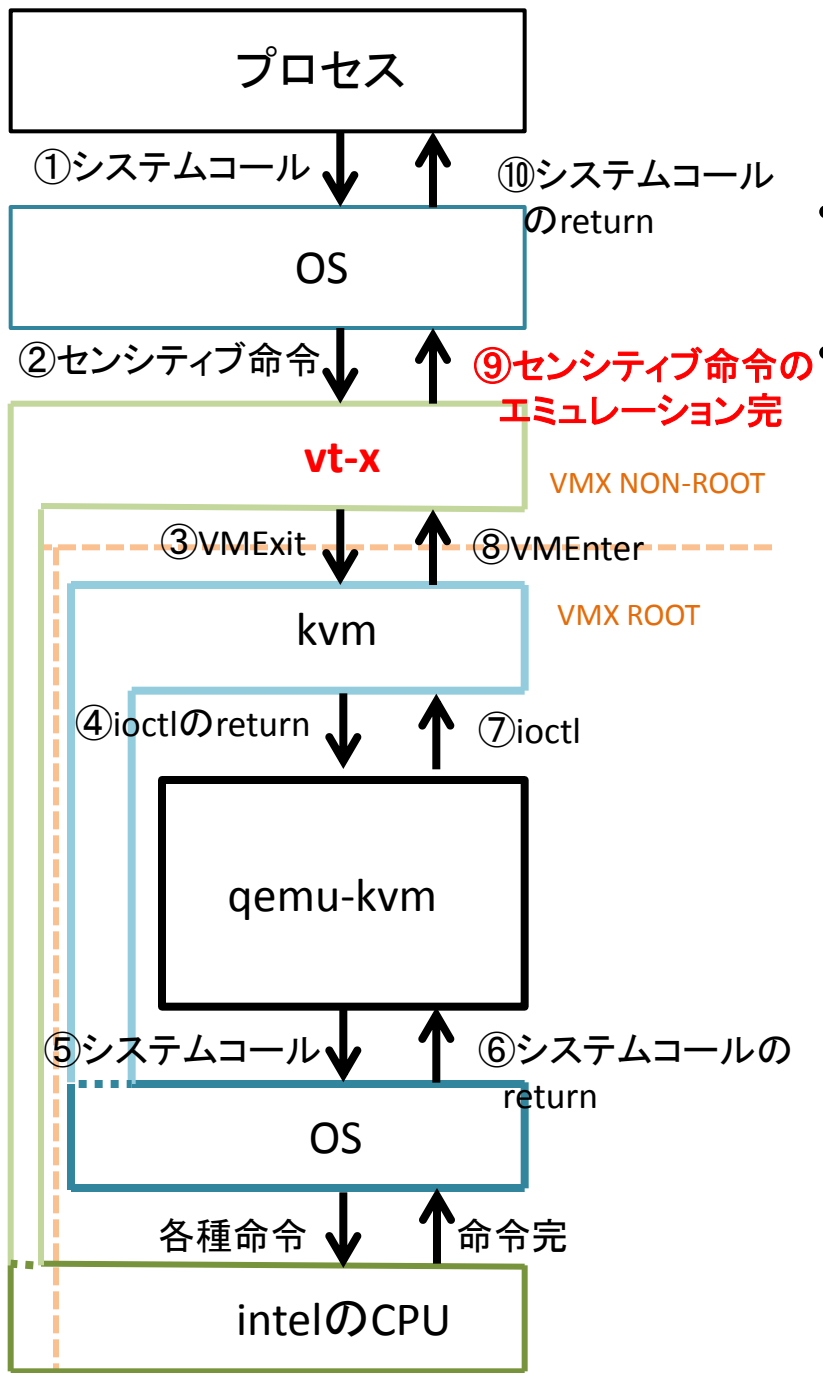 プロセス
①システムコール
⑩システムコール
のreturn
OS
②センシティブ命令
⑨センシティブ命令の
エミュレーション完
vt-x
VMX NON-ROOT
③VMExit
⑧VMEnter
kvm
VMX ROOT
④ioctlのreturn
⑦ioctl
qemu-kvm
⑤システムコール
⑥システムコールの
return
OS
各種命令
命令完
intelのCPU